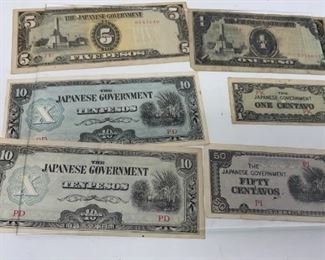 5 THE JAPANESE GOVERNMENT 5
5
FIVE PESOS
THE JAPANESE GOVERNMENT 1
1
ONE PESO
10 THE 10
JAPANESE GOVERNMENT
X TEN PESOS
PD PD
10
THE
JAPANESE GOVERNMENT
ONE CENTAVO
10 THE 10
JAPANESE GOVERNMENT
X TEN PESOS
PD PD
10
50 THE
JAPANESE GOVERNMENT
FIFTY
CENTAVOS